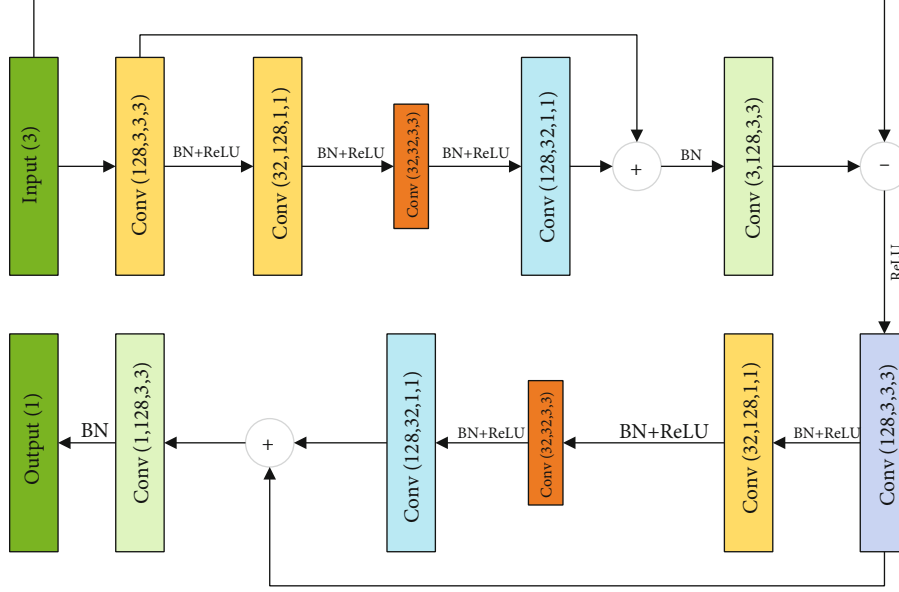 Input (3)
Conv (128,3,3,3)
BN+ReLU
Conv (32,128,1,1)
BN+ReLU
Conv (32,32,3,3)
BN+ReLU
Conv (128,32,1,1)
+
BN
Conv (3,128,3,3)
−
ReLU
Conv (128,3,3,3)
BN+ReLU
Conv (32,128,1,1)
BN+ReLU
Conv (32,32,3,3)
BN+ReLU
Conv (128,32,1,1)
+
Conv (1,128,3,3)
BN
Output (1)